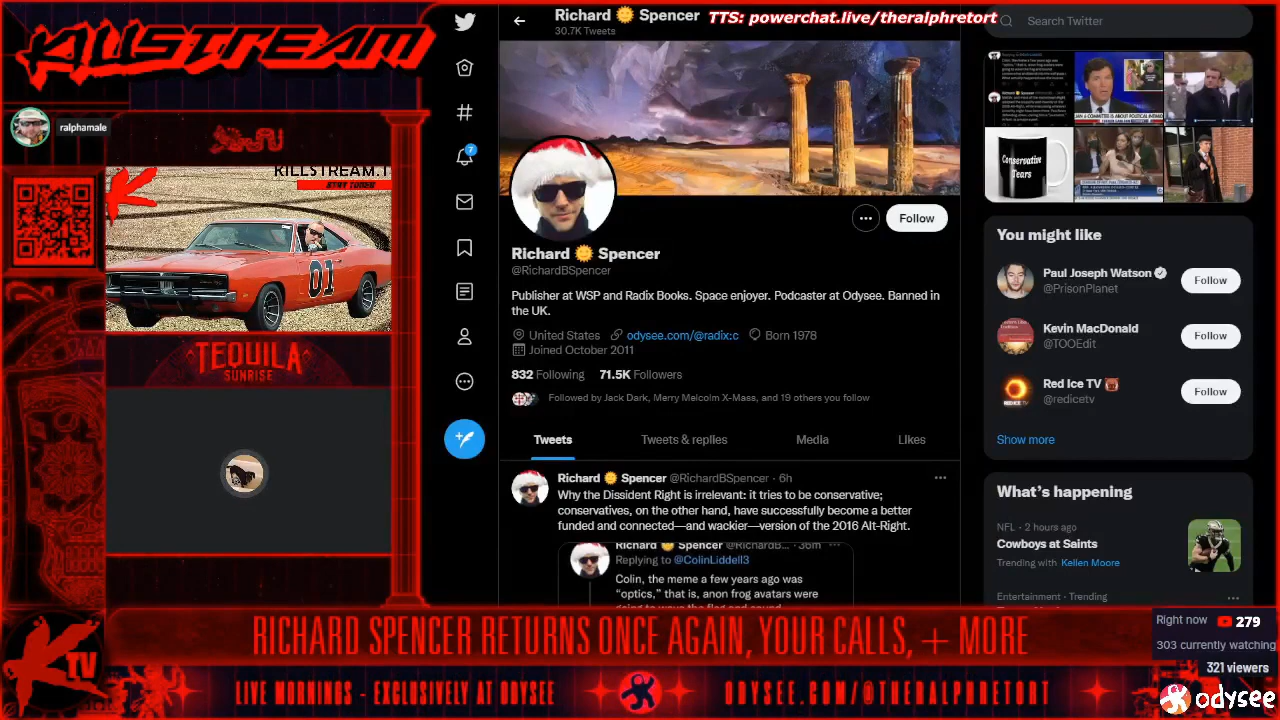 KILLSTREAM
ralphamale
KILLSTREAM.T
STAY TUNED
01
TEQUILA
SUNRISE
Richard 🌞 Spencer
30.7K Tweets
TTS: powerchat.live/theralphretort
Search Twitter
7
Follow
Richard 🌞 Spencer
@RichardBSpencer
Publisher at WSP and Radix Books. Space enjoyer. Podcaster at Odysee. Banned in
the UK.
United States odysee.com/@radix:c Born 1978
Joined October 2011
832 Following 71.5K Followers
Followed by Jack Dark, Merry Melcolm X-Mass, and 19 others you follow
Tweets Tweets & replies Media Likes
Richard 🌞 Spencer @RichardBSpencer · 6h
Why the Dissident Right is irrelevant: it tries to be conservative;
conservatives, on the other hand, have successfully become a better
funded and connected—and wackier—version of the 2016 Alt-Right.
Richard 🌞 Spencer @RichardB... · 36m
Replying to @ColinLiddell3
Colin, the meme a few years ago was
"optics," that is, anon frog avatars were
Conservative
Tears
You might like
Paul Joseph Watson
@PrisonPlanet
Follow
Kevin MacDonald
@TOOEdit
Follow
Red Ice TV
@redicetv
Follow
Show more
What's happening
NFL · 2 hours ago
Cowboys at Saints
Trending with Kellen Moore
Entertainment · Trending
RICHARD SPENCER RETURNS ONCE AGAIN, YOUR CALLS, + MORE
Right now 279
303 currently watching
321 viewers
K TV
LIVE MORNINGS - EXCLUSIVELY AT ODYSEE
ODYSEE.COM/@THERALPHRETORT
odysee